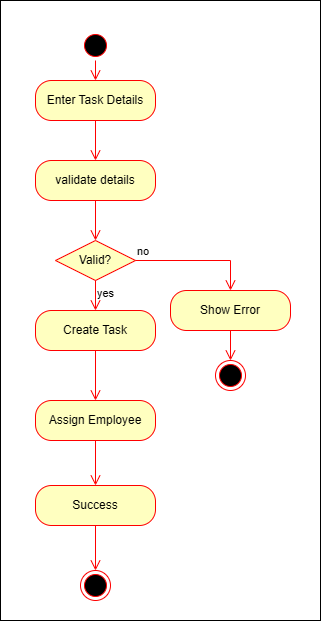 Enter Task Details
validate details
Valid?
no
yes
Show Error
Create Task
Assign Employee
Success